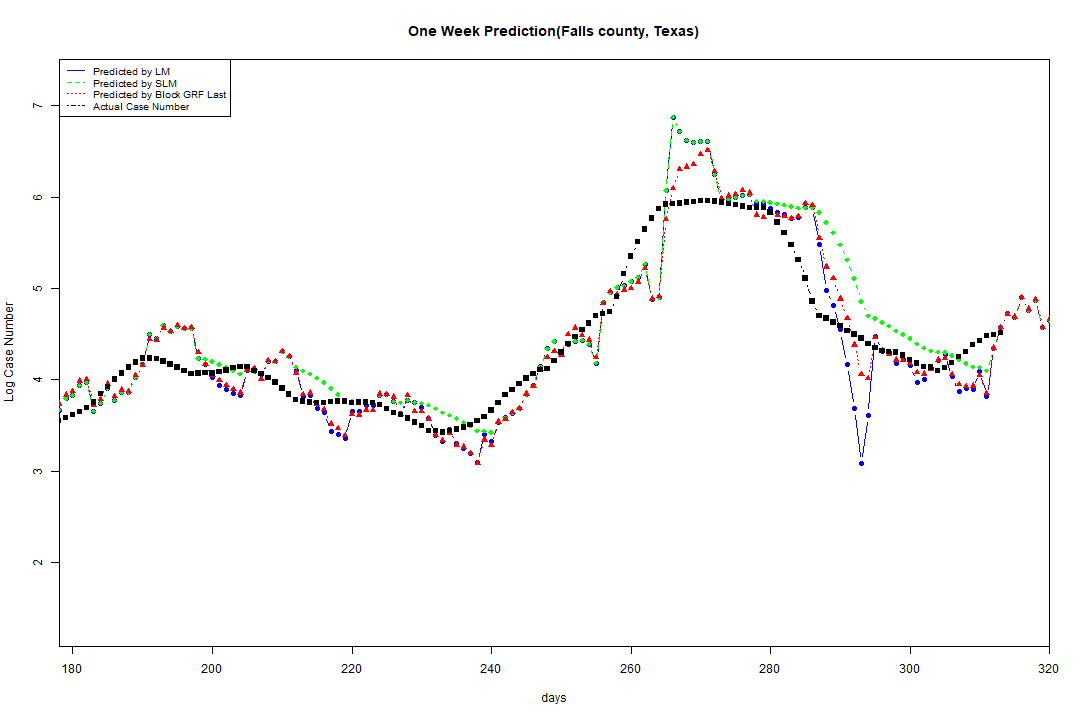 One Week Prediction(Falls county, Texas)
Predicted by LM
Predicted by SLM
Predicted by Block GRF Last
Actual Case Number
7
6
5
4
3
2
Log Case Number
180 200 220 240 260 280 300 320
days